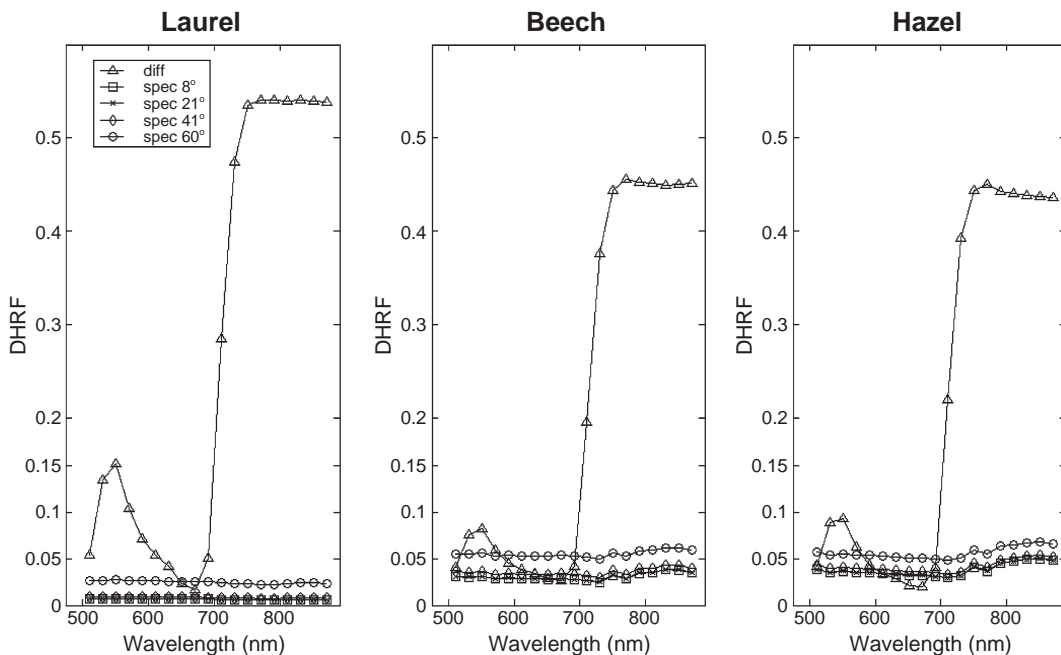 Laurel
Beech
Hazel
diff
spec 8°
spec 21°
spec 41°
spec 60°
DHRF
0.5
0.4
0.3
0.2
0.15
0.1
0.05
0
500 600 700 800
Wavelength (nm)
DHRF
0.5
0.4
0.3
0.2
0.15
0.1
0.05
0
500 600 700 800
Wavelength (nm)
DHRF
0.5
0.4
0.3
0.2
0.15
0.1
0.05
0
500 600 700 800
Wavelength (nm)